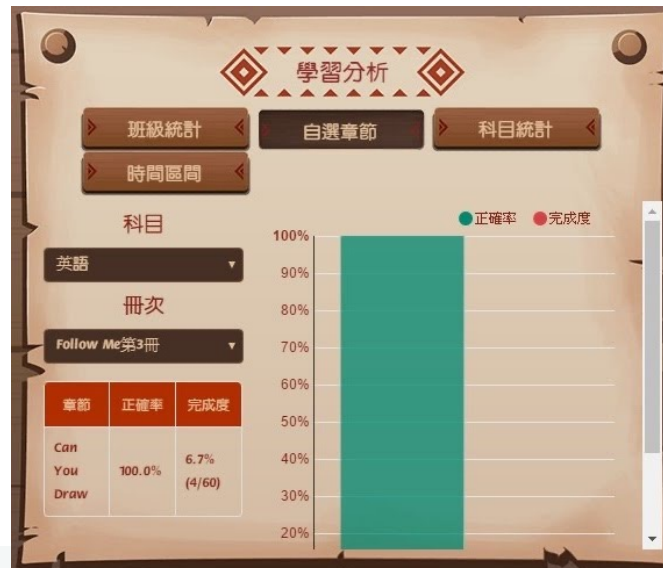 學習分析
班級統計
自選章節
科目統計
時間區間
科目
英語
冊次
Follow Me第3冊
章節 正確率 完成度
Can
You
Draw
100.0%
6.7%
(4/60)
正確率 完成度
100%
90%
80%
70%
60%
50%
40%
30%
20%